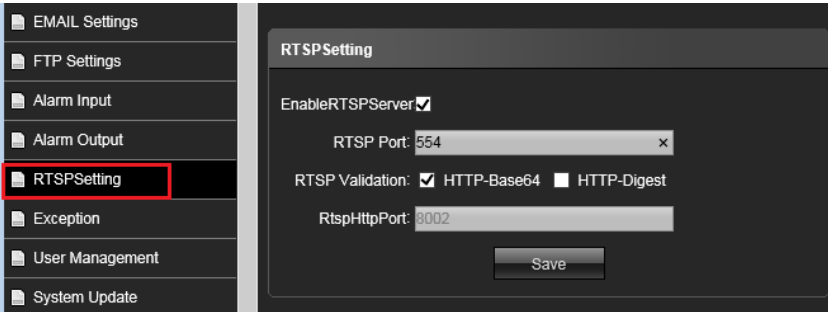 EMAIL Settings
FTP Settings
Alarm Input
Alarm Output
RTSPSetting
Exception
User Management
System Update
RTSPSetting
EnableRTSPServer
RTSP Port: 554 ×
RTSP Validation: HTTP-Base64 HTTP-Digest
RtspHttpPort: 8002
Save